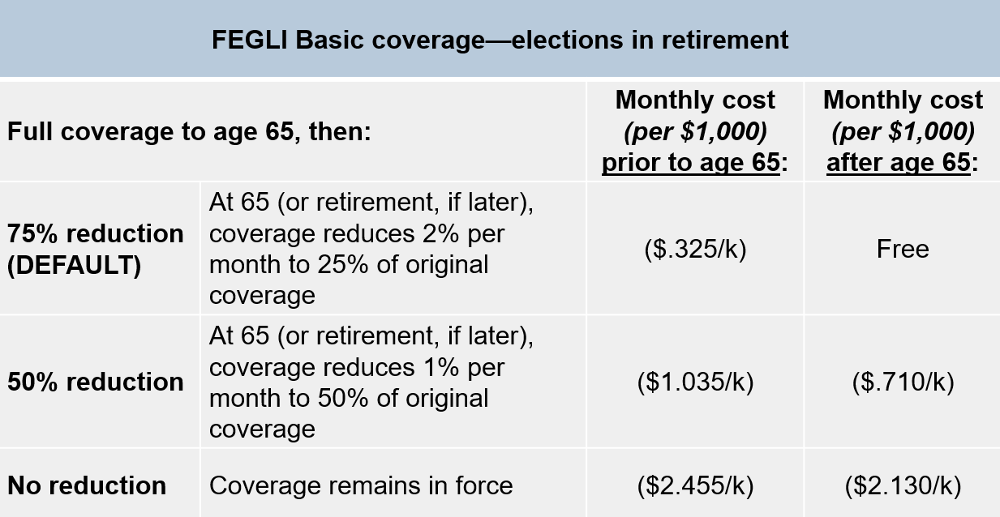 FEGLI Basic coverage—elections in retirement
Full coverage to age 65, then:
Monthly cost
(per $1,000)
prior to age 65:
Monthly cost
(per $1,000)
after age 65:
75% reduction
(DEFAULT)
At 65 (or retirement, if later),
coverage reduces 2% per
month to 25% of original
coverage
($.325/k)
Free
50% reduction
At 65 (or retirement, if later),
coverage reduces 1% per
month to 50% of original
coverage
($1.035/k)
($.710/k)
No reduction
Coverage remains in force
($2.455/k)
($2.130/k)